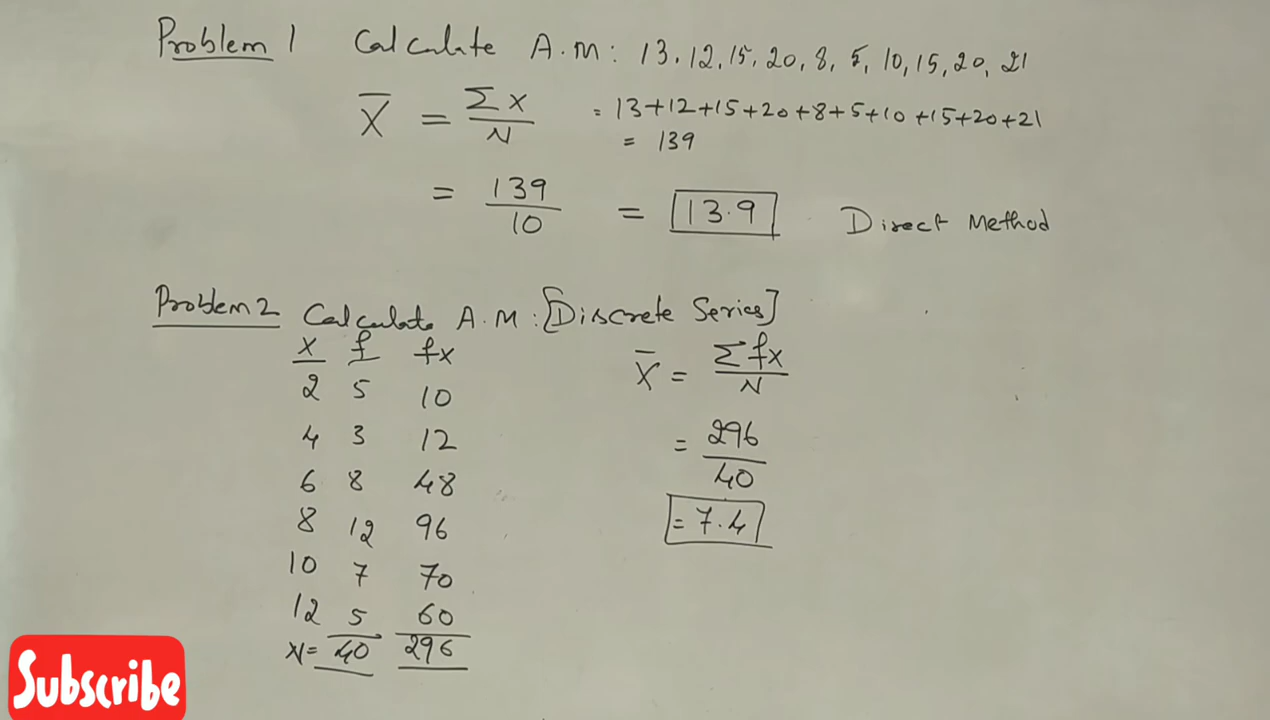 Problem 1 Calculate A.M: 13, 12, 15, 20, 8, 5, 10, 15, 20, 21
X̄ = ΣX/N = 13+12+15+20+8+5+10+15+20+21
= 139
= 139/10 = 13.9 Direct Method
Problem 2 Calculate A.M: [Discrete Series]
X f fx X̄ = Σfx/N
2 5 10
4 3 12 = 296/40
6 8 48
8 12 96 = 7.4
10 7 70
12 5 60
N= 40 296
Subscribe